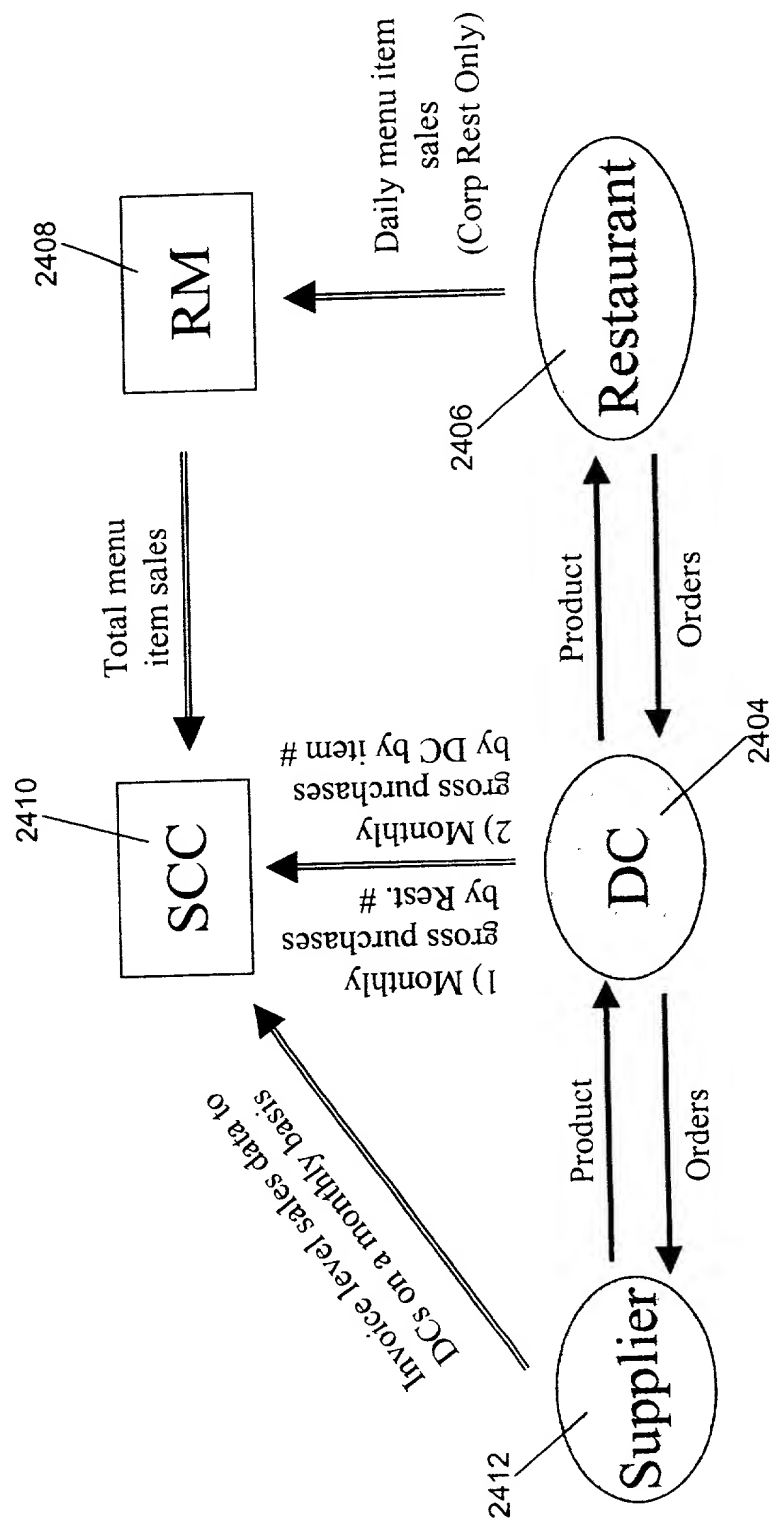 2410
SCC
Total menu
item sales
2408
RM
Invoice level sales data to
DCs on a monthly basis
1) Monthly
gross purchases
by Rest. #
2) Monthly
gross purchases
by DC by item #
Daily menu item
sales
(Corp Rest Only)
2412
Supplier
Product
Orders
DC
2404
Product
Orders
2406
Restaurant